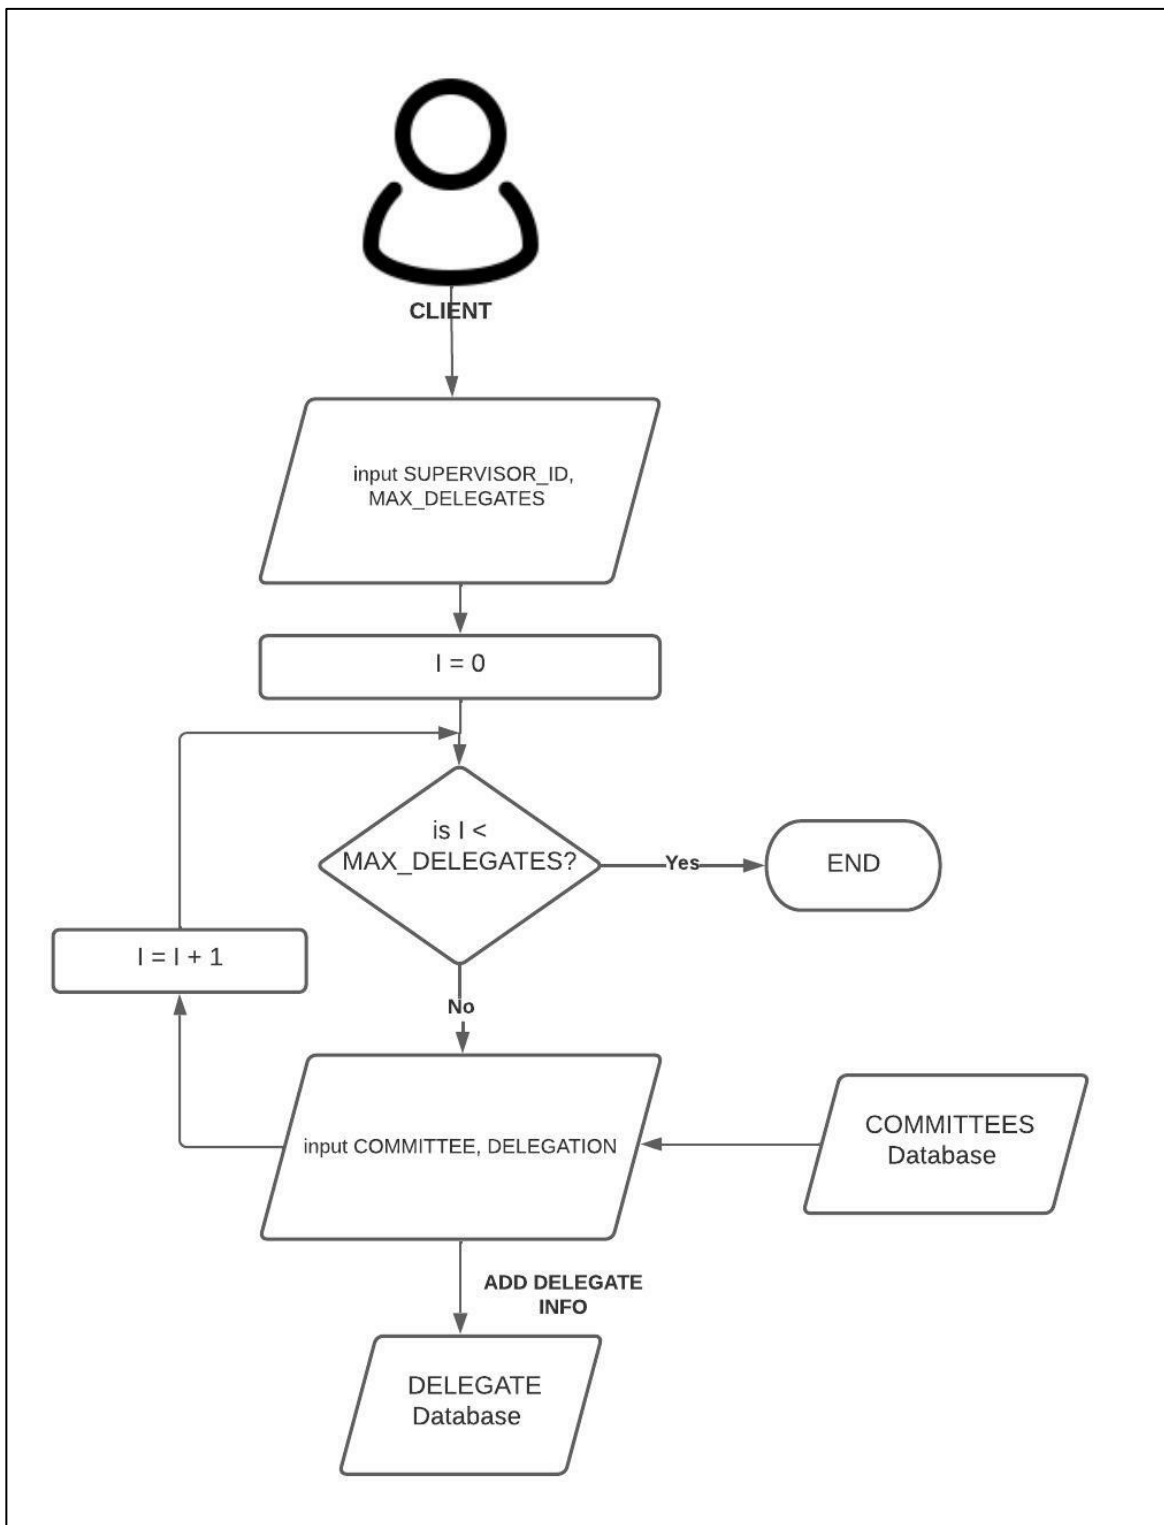 CLIENT
input SUPERVISOR_ID,
MAX_DELEGATES
I = 0
is I <
MAX_DELEGATES?
Yes
END
I = I + 1
No
input COMMITTEE, DELEGATION
COMMITTEES
Database
ADD DELEGATE
INFO
DELEGATE
Database